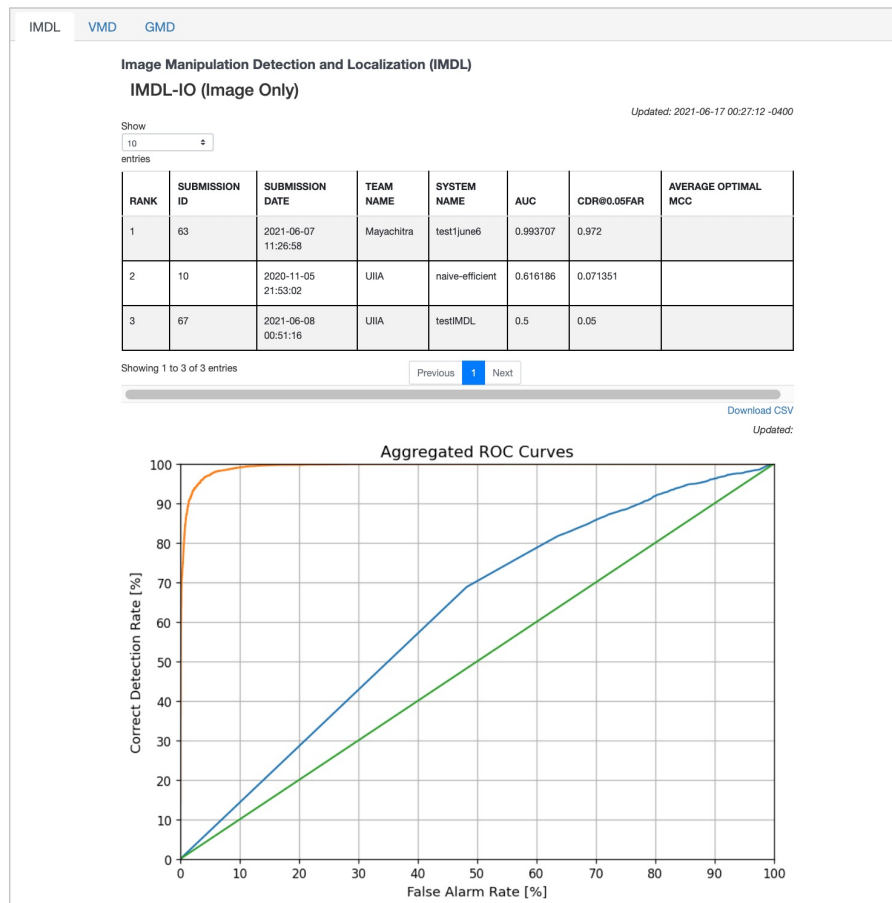 IMDL VMD GMD
Image Manipulation Detection and Localization (IMDL)
IMDL-IO (Image Only)
Updated: 2021-06-17 00:27:12 -0400
Show
10
entries
RANK SUBMISSION ID SUBMISSION DATE TEAM NAME SYSTEM NAME AUC CDR@0.05FAR AVERAGE OPTIMAL MCC
1 63 2021-06-07 11:26:58 Mayachitra test1june6 0.993707 0.972
2 10 2020-11-05 21:53:02 UIIA naive-efficient 0.616186 0.071351
3 67 2021-06-08 00:51:16 UIIA testIMDL 0.5 0.05
Showing 1 to 3 of 3 entries
Previous 1 Next
Download CSV
Updated:
Aggregated ROC Curves
100
90
80
70
60
50
40
30
20
10
0
Correct Detection Rate [%]
0 10 20 30 40 50 60 70 80 90 100
False Alarm Rate [%]